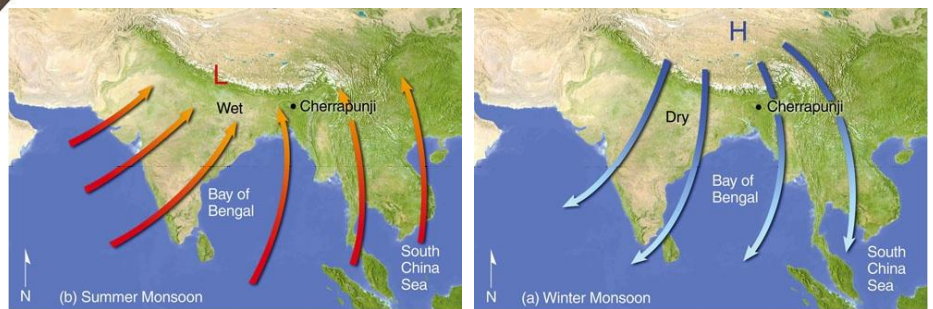 L
Wet
Cherrapunji
Bay of
Bengal
South
China
Sea
N
(b) Summer Monsoon
H
Cherrapunji
Dry
Bay of
Bengal
South
China
Sea
N
(a) Winter Monsoon